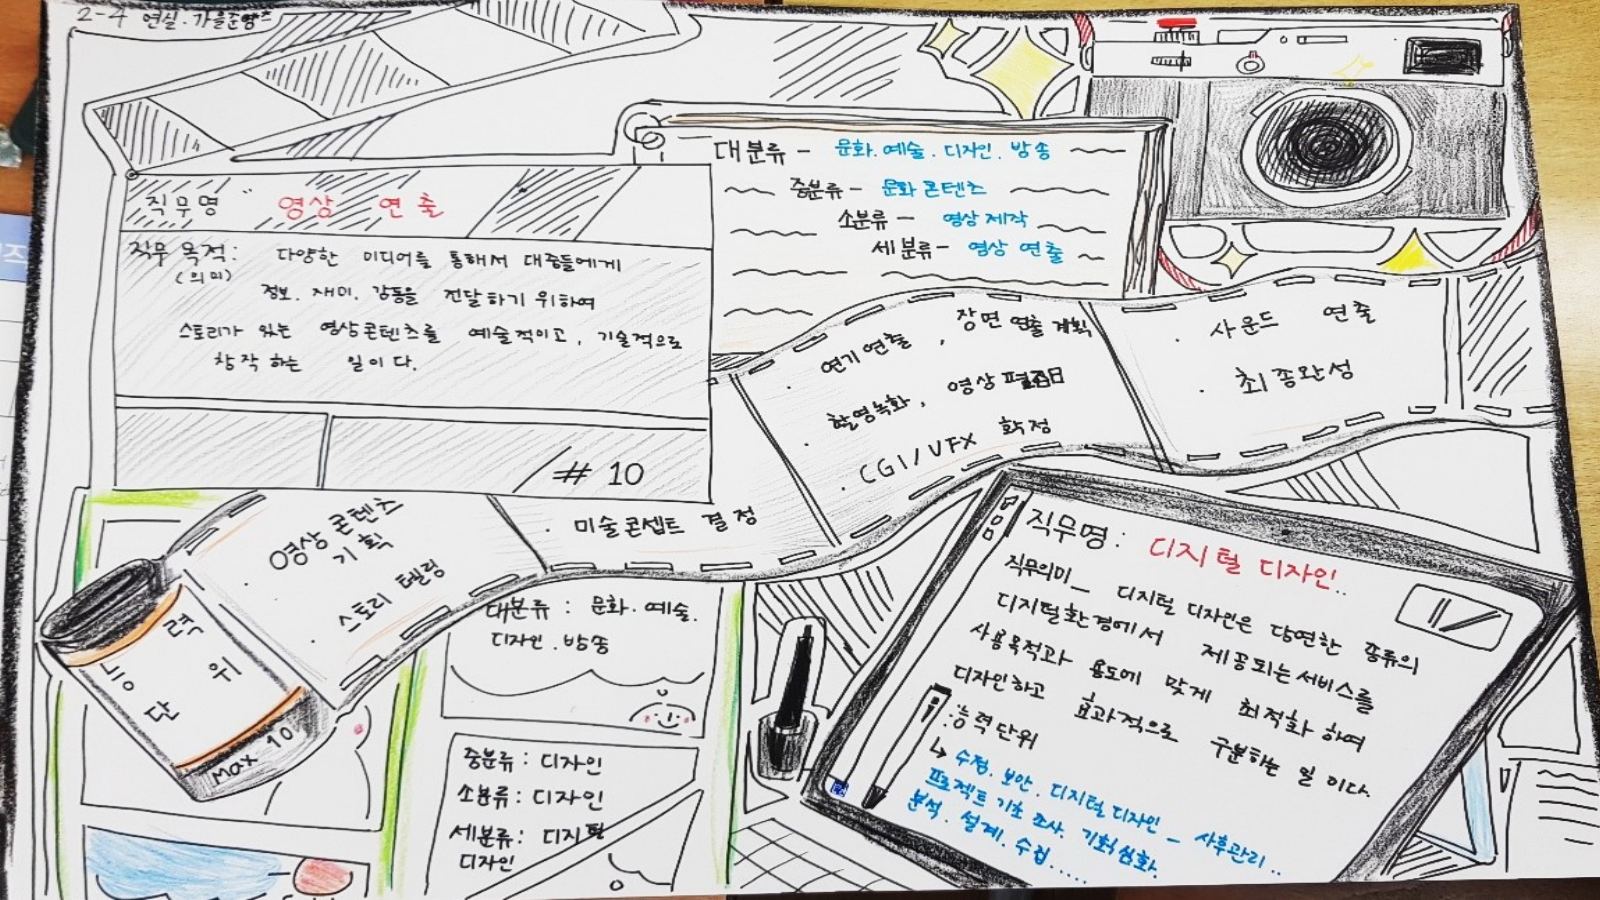 2-4
직무명 영상 연출
직무 목적: 다양한 미디어를 통해서 대중들에게
(의미) 정보, 재미, 감동을 전달하기 위하여
스토리가 있는 영상콘텐츠를 예술적이고, 기술적으로
창작하는 일이다.
# 10
대분류 - 문화.예술.디자인.방송
중분류 - 문화콘텐츠
소분류 - 영상제작
세분류 - 영상 연출
능력
단위
Max 10
· 영상콘텐츠
기획
· 스토리텔링
· 미술콘셉트 결정
· 연기연출, 장면 연출 계획
· 촬영녹화, 영상
· CGI/VFX
· 사운드 연출
· 최종완성
대분류 : 문화.예술.
디자인.방송
중분류: 디자인
소분류: 디자인
세분류: 디지털
디자인
직무명: 디지털 디자인..
직무의미_ 디지털 디자인은 당연한 종류의
디지털환경에서 제공되는 서비스를
사용목적과 용도에 맞게 최적화 하여
디자인하고 효과적으로 구분하는 일이다.
:능력단위
↳ 수정.보안.디지털 디자인 - 사후관리..
프로젝트 기초 조사. 기획심화.
분석.설계.수집.....